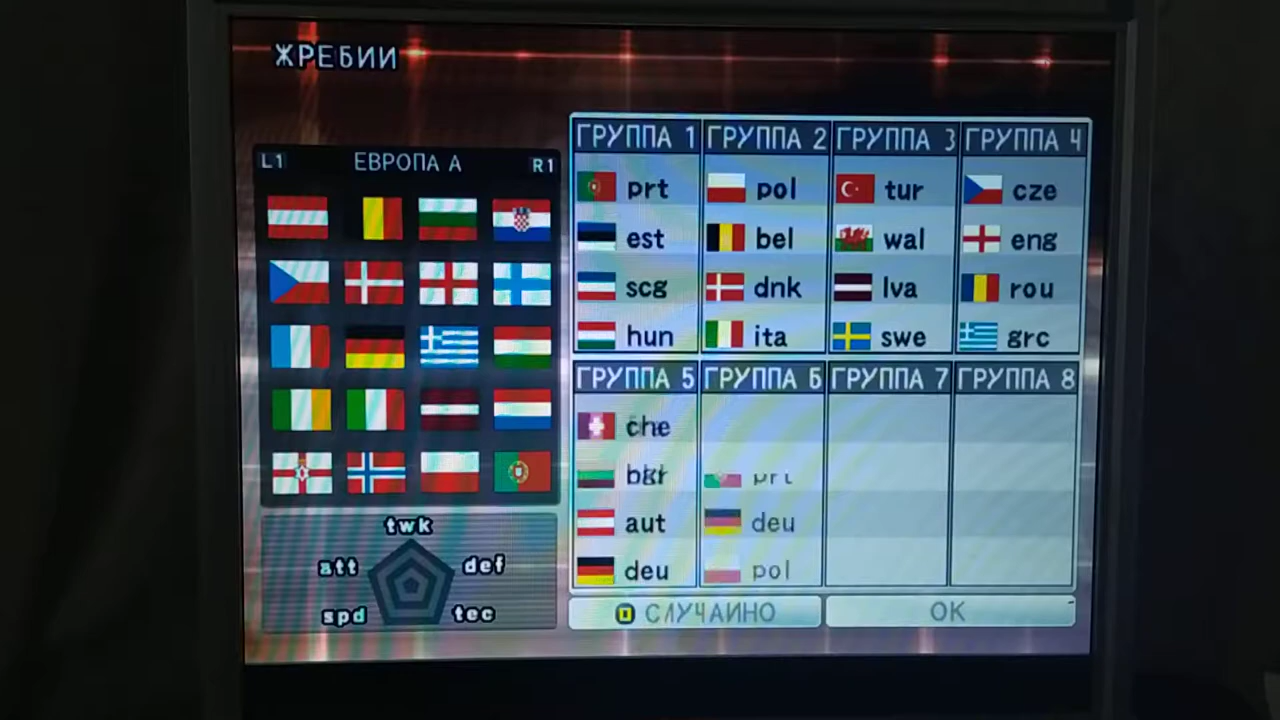 ЖРЕБИИ
L1 ЕВРОПА А R1
twk
att def
spd tec
ГРУППА 1 ГРУППА 2 ГРУППА 3 ГРУППА 4
prt pol tur cze
est bel wal eng
scg dnk lva rou
hun ita swe grc
ГРУППА 5 ГРУППА 6 ГРУППА 7 ГРУППА 8
che
aut deu
deu pol
СЛУЧАИНО OK